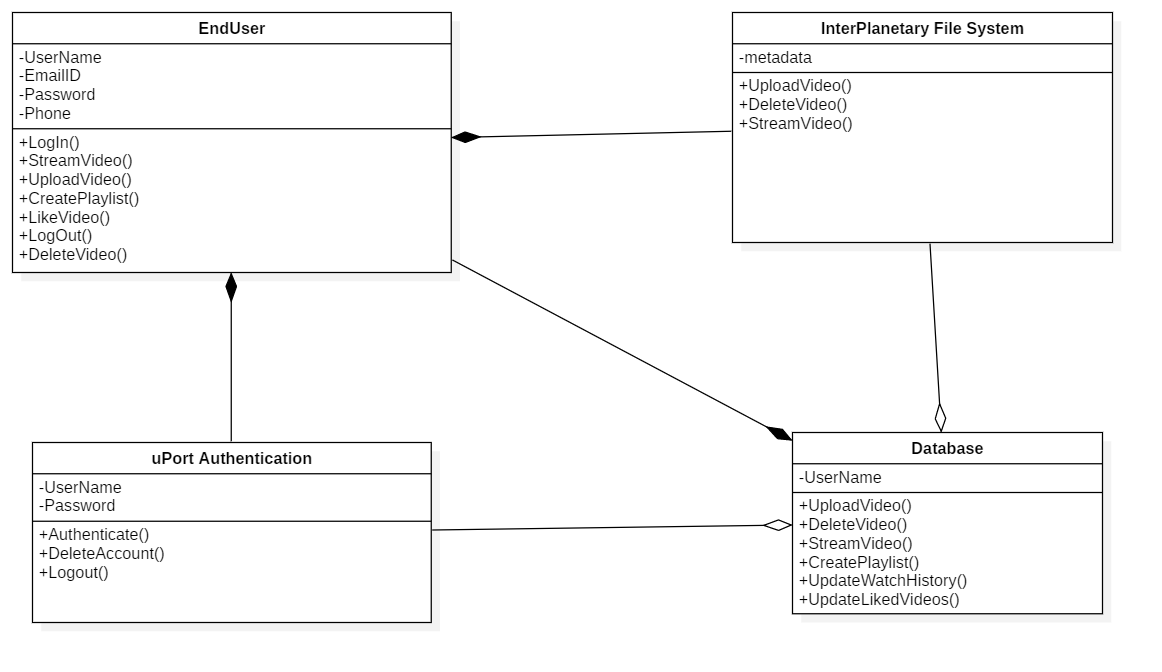 EndUser
-UserName
-EmailID
-Password
-Phone
+LogIn()
+StreamVideo()
+UploadVideo()
+CreatePlaylist()
+LikeVideo()
+LogOut()
+DeleteVideo()
InterPlanetary File System
-metadata
+UploadVideo()
+DeleteVideo()
+StreamVideo()
uPort Authentication
-UserName
-Password
+Authenticate()
+DeleteAccount()
+Logout()
Database
-UserName
+UploadVideo()
+DeleteVideo()
+StreamVideo()
+CreatePlaylist()
+UpdateWatchHistory()
+UpdateLikedVideos()